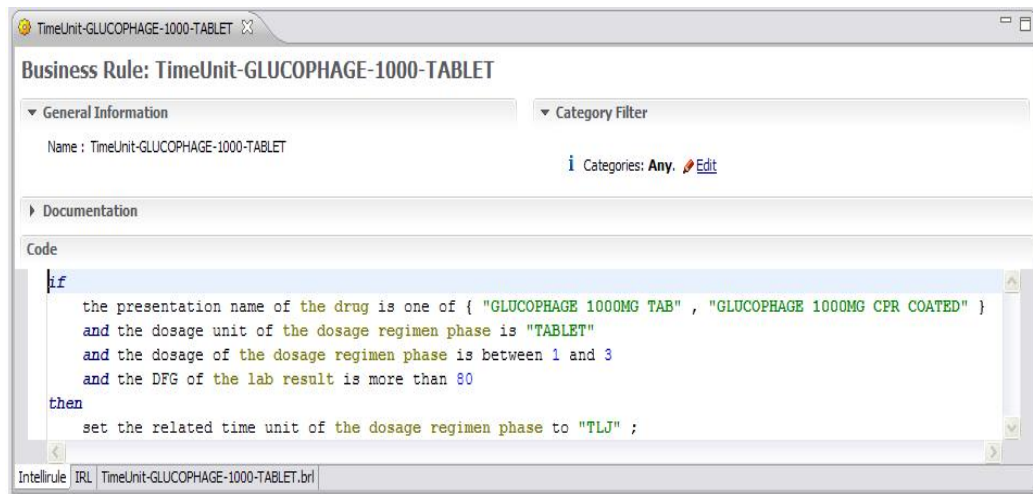 TimeUnit-GLUCOPHAGE-1000-TABLET
Business Rule: TimeUnit-GLUCOPHAGE-1000-TABLET
General Information
Category Filter
Name : TimeUnit-GLUCOPHAGE-1000-TABLET
i Categories: Any. Edit
Documentation
Code
if
the presentation name of the drug is one of { "GLUCOPHAGE 1000MG TAB" , "GLUCOPHAGE 1000MG CPR COATED" }
and the dosage unit of the dosage regimen phase is "TABLET"
and the dosage of the dosage regimen phase is between 1 and 3
and the DFG of the lab result is more than 80
then
set the related time unit of the dosage regimen phase to "TLJ" ;
Intellirule IRL TimeUnit-GLUCOPHAGE-1000-TABLET.brl